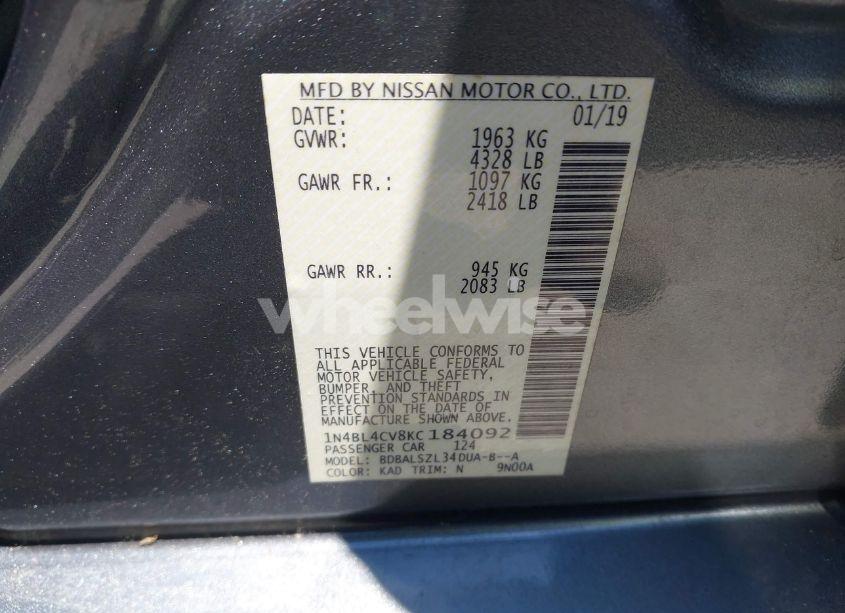 MFD BY NISSAN MOTOR CO., LTD.
DATE: 01/19
GVWR: 1963 KG
4328 LB
GAWR FR.: 1097 KG
2418 LB
GAWR RR.: 945 KG
2083 LB
wheelwise
THIS VEHICLE CONFORMS TO
ALL APPLICABLE FEDERAL
MOTOR VEHICLE SAFETY,
BUMPER, AND THEFT
PREVENTION STANDARDS IN
EFFECT ON THE DATE OF
MANUFACTURE SHOWN ABOVE.
1N4BL4CV8KC184092
PASSENGER CAR 124
MODEL: BDBALSZL34DUA-B--A
COLOR: KAD TRIM: N 9N00A